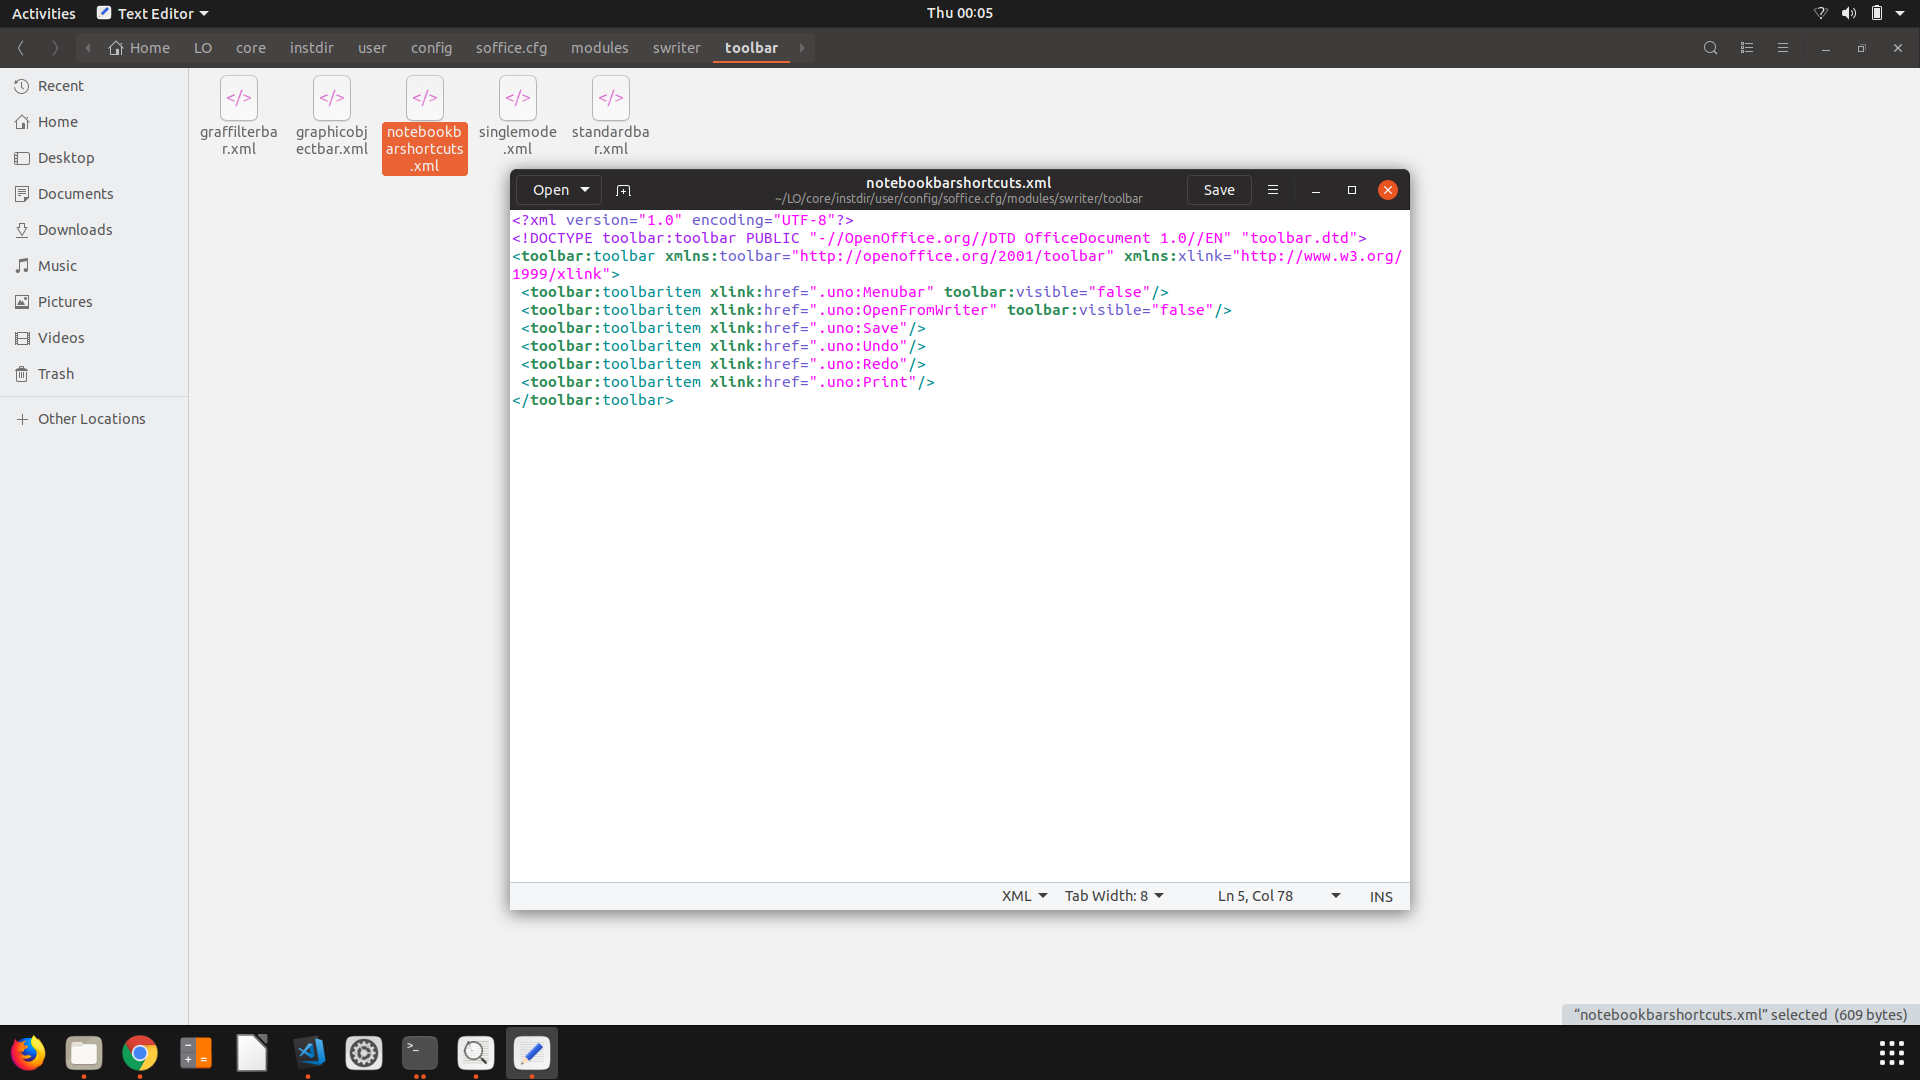 Activities Text Editor Thu 00:05
Home LO core instdir user config soffice.cfg modules swriter toolbar
Recent
Home
Desktop
Documents
Downloads
Music
Pictures
Videos
Trash
Other Locations
graffilterba
r.xml
graphicobj
ectbar.xml
notebookb
arshortcuts
.xml
singlemode
.xml
standardba
r.xml
Open notebookbarshortcuts.xml Save
~/LO/core/instdir/user/config/soffice.cfg/modules/swriter/toolbar
<?xml version="1.0" encoding="UTF-8"?>
<!DOCTYPE toolbar:toolbar PUBLIC "-//OpenOffice.org//DTD OfficeDocument 1.0//EN" "toolbar.dtd">
<toolbar:toolbar xmlns:toolbar="http://openoffice.org/2001/toolbar" xmlns:xlink="http://www.w3.org/
1999/xlink">
 <toolbar:toolbaritem xlink:href=".uno:Menubar" toolbar:visible="false"/>
 <toolbar:toolbaritem xlink:href=".uno:OpenFromWriter" toolbar:visible="false"/>
 <toolbar:toolbaritem xlink:href=".uno:Save"/>
 <toolbar:toolbaritem xlink:href=".uno:Undo"/>
 <toolbar:toolbaritem xlink:href=".uno:Redo"/>
 <toolbar:toolbaritem xlink:href=".uno:Print"/>
</toolbar:toolbar>
XML Tab Width: 8 Ln 5, Col 78 INS
“notebookbarshortcuts.xml” selected (609 bytes)